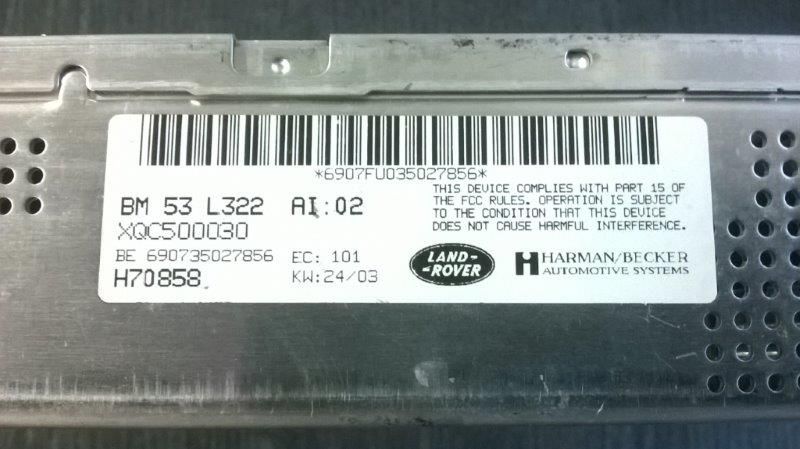 *6907FU035027856*
BM 53 L322 AI:02
XQC500030
BE 690735027856 EC: 101
H70858. KW:24/03
THIS DEVICE COMPLIES WITH PART 15 OF
THE FCC RULES. OPERATION IS SUBJECT
TO THE CONDITION THAT THIS DEVICE
DOES NOT CAUSE HARMFUL INTERFERENCE.
LAND-
-ROVER
HARMAN/BECKER
AUTOMOTIVE SYSTEMS